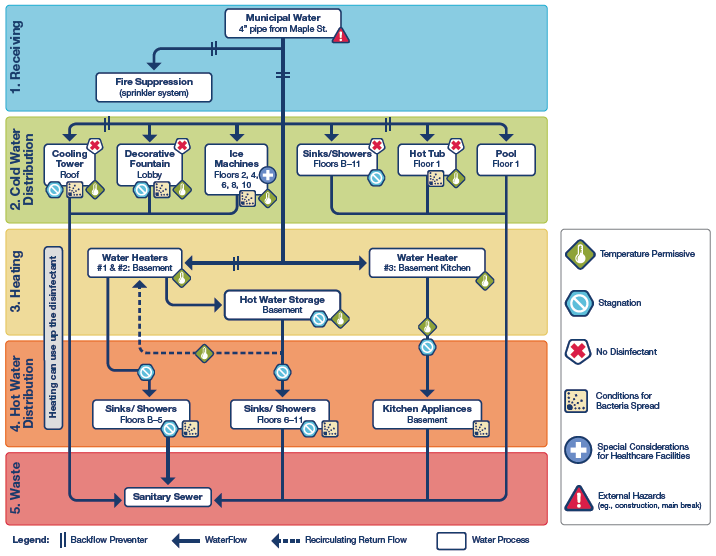 1. Receiving
Municipal Water
4" pipe from Maple St.
Fire Suppression
(sprinkler system)
2. Cold Water
Distribution
Cooling
Tower
Roof
Decorative
Fountain
Lobby
Ice
Machines
Floors 2, 4,
6, 8, 10
Sinks/Showers
Floors B–11
Hot Tub
Floor 1
Pool
Floor 1
3. Heating
Heating can use up the disinfectant
Water Heaters
#1 & #2: Basement
Water Heater
#3: Basement Kitchen
Hot Water Storage
Basement
4. Hot Water
Distribution
Sinks/ Showers
Floors B–5
Sinks/ Showers
Floors 6–11
Kitchen Appliances
Basement
5. Waste
Sanitary Sewer
Temperature Permissive
Stagnation
No Disinfectant
Conditions for
Bacteria Spread
Special Considerations
for Healthcare Facilities
External Hazards
(eg., construction, main break)
Legend:
Backflow Preventer
WaterFlow
Recirculating Return Flow
Water Process